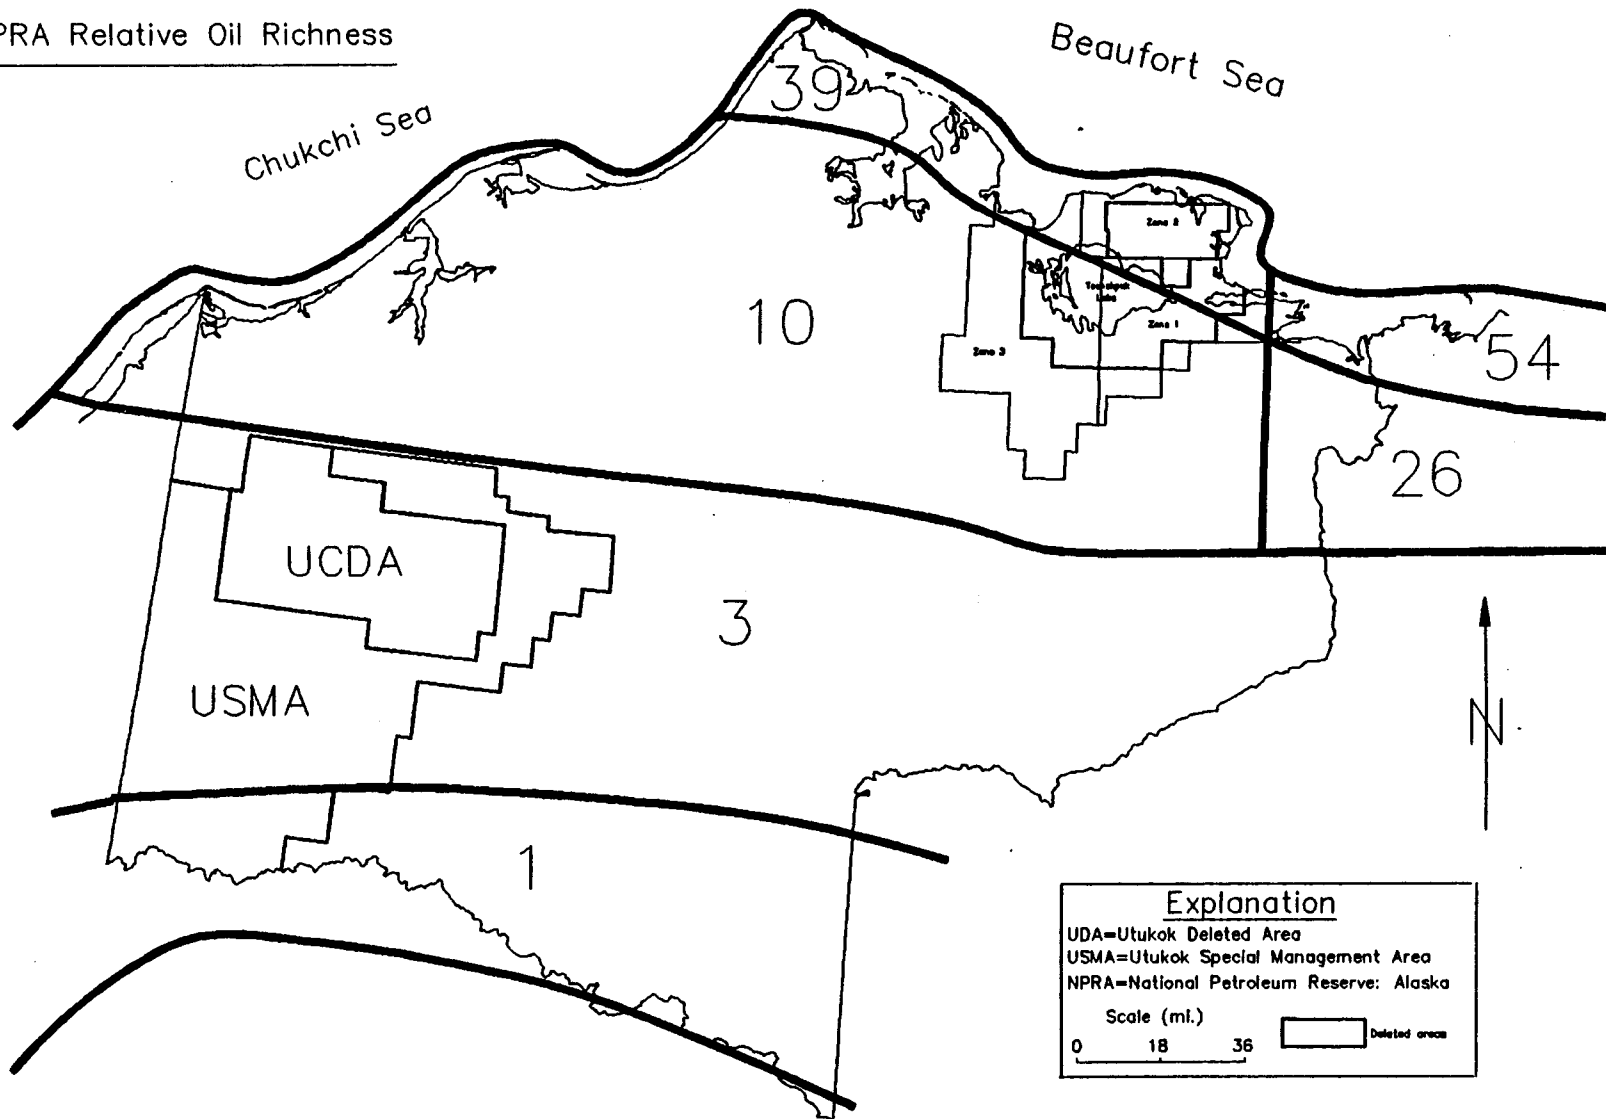 PRA Relative Oil Richness
Beaufort Sea
Chukchi Sea
39
Zone 2
10
Lake
Zone 1
Zone 3
54
26
UCDA
3
USMA
N
1
Explanation
UDA=Utukok Deleted Area
USMA=Utukok Special Management Area
NPRA=National Petroleum Reserve: Alaska
Scale (mi.)
0 18 36
Deleted areas